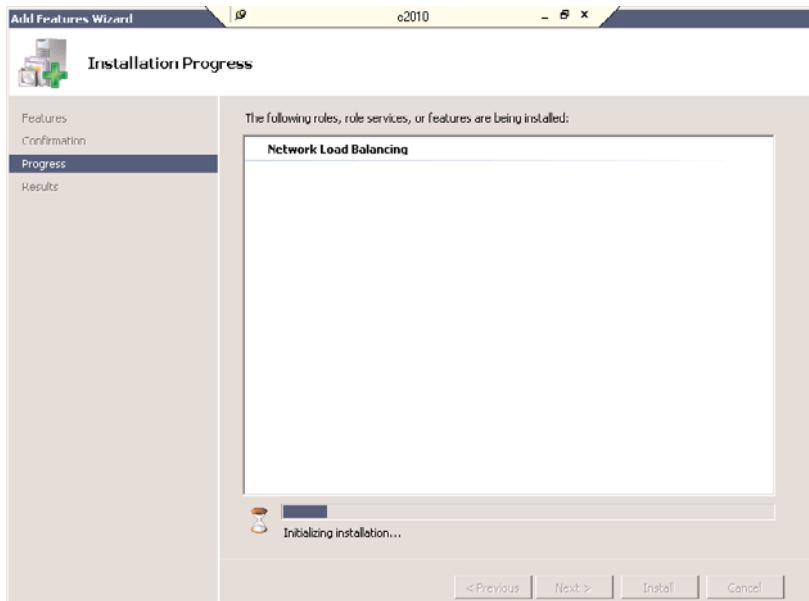 Add Features Wizard
e2010
Installation Progress
Features
Confirmation
Progress
Results
The following roles, role services, or features are being installed:
Network Load Balancing
Initializing installation...
< Previous
Next >
Install
Cancel